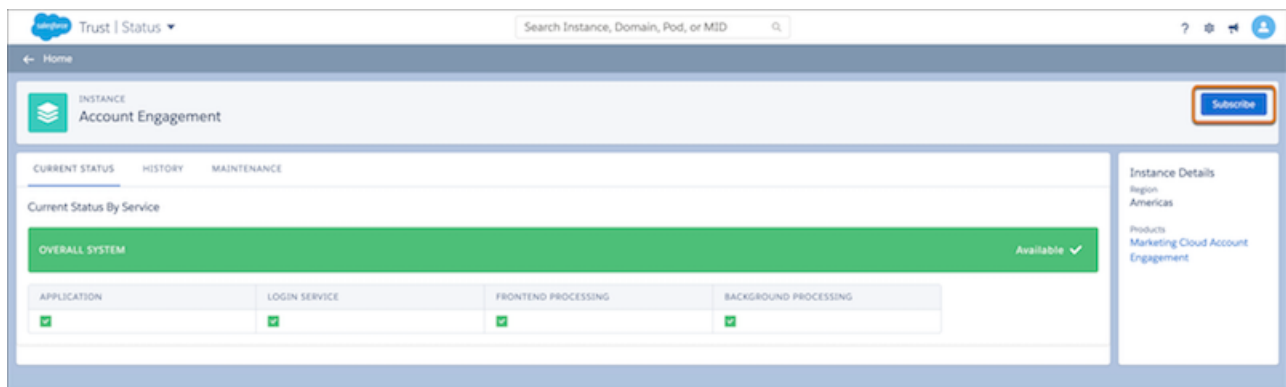 salesforce Trust | Status
Search Instance, Domain, Pod, or MID
?
Home
INSTANCE
Account Engagement
Subscribe
CURRENT STATUS HISTORY MAINTENANCE
Current Status By Service
OVERALL SYSTEM Available
APPLICATION LOGIN SERVICE FRONTEND PROCESSING BACKGROUND PROCESSING
Instance Details
Region
Americas
Products
Marketing Cloud Account
Engagement